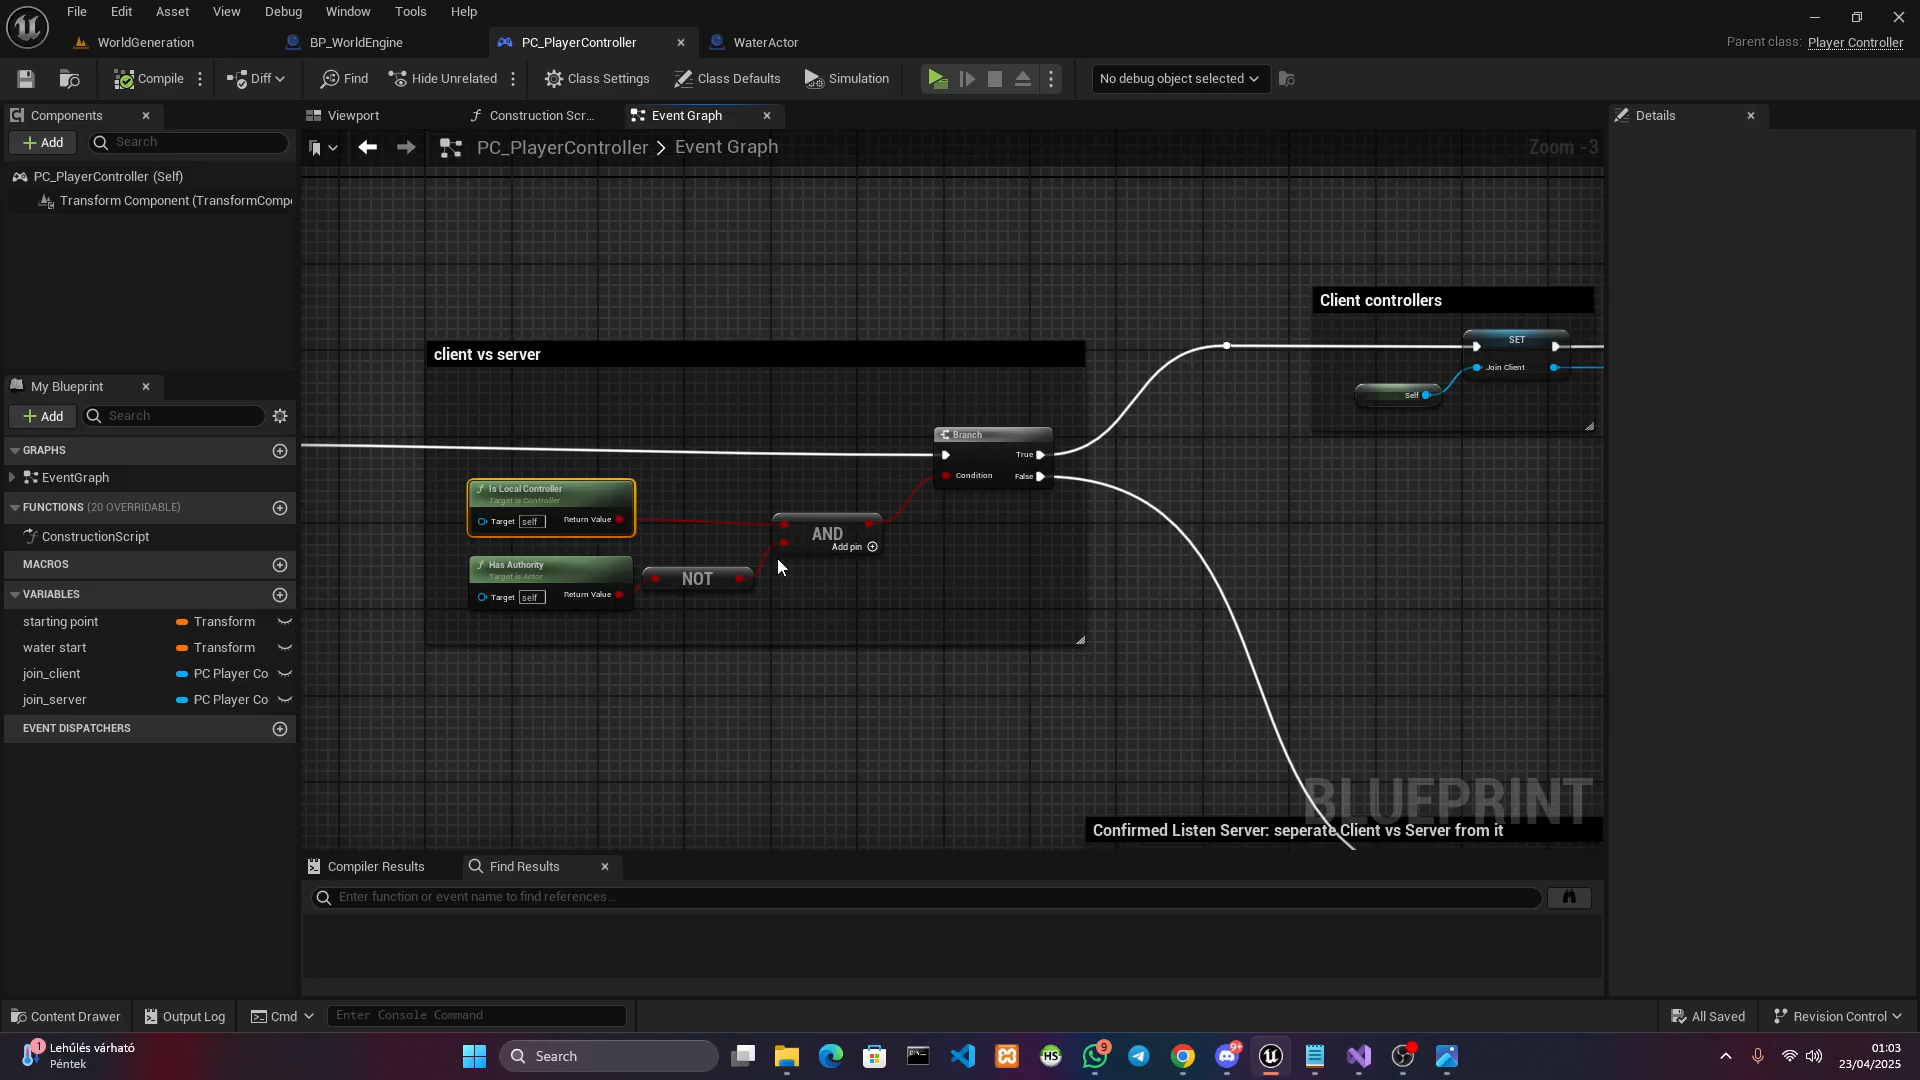 File Edit Asset View Debug Window Tools Help
WorldGeneration BP_WorldEngine PC_PlayerController WaterActor
Parent class: Player Controller
Compile Diff Find Hide Unrelated Class Settings Class Defaults Simulation No debug object selected
Components
Viewport Construction Scr... Event Graph
Details
Add Search
PC_PlayerController > Event Graph
Zoom -3
PC_PlayerController (Self)
Transform Component (TransformCompo
Client controllers
SET
Join Client
Self
client vs server
My Blueprint
Add Search
GRAPHS
EventGraph
FUNCTIONS (20 OVERRIDABLE)
ConstructionScript
MACROS
VARIABLES
starting point Transform
water start Transform
join_client PC Player Co
join_server PC Player Co
EVENT DISPATCHERS
Branch
True
Condition False
Is Local Controller
Target is Controller
Target self Return Value
AND
Add pin
Has Authority
Target is Actor
Target self Return Value
NOT
BLUEPRINT
Confirmed Listen Server: seperate Client vs Server from it
Compiler Results Find Results
Enter function or event name to find references...
Content Drawer Output Log Cmd Enter Console Command All Saved Revision Control
1
Lehűlés várható
Péntek
Search
HS
9
9+
01:03
23/04/2025